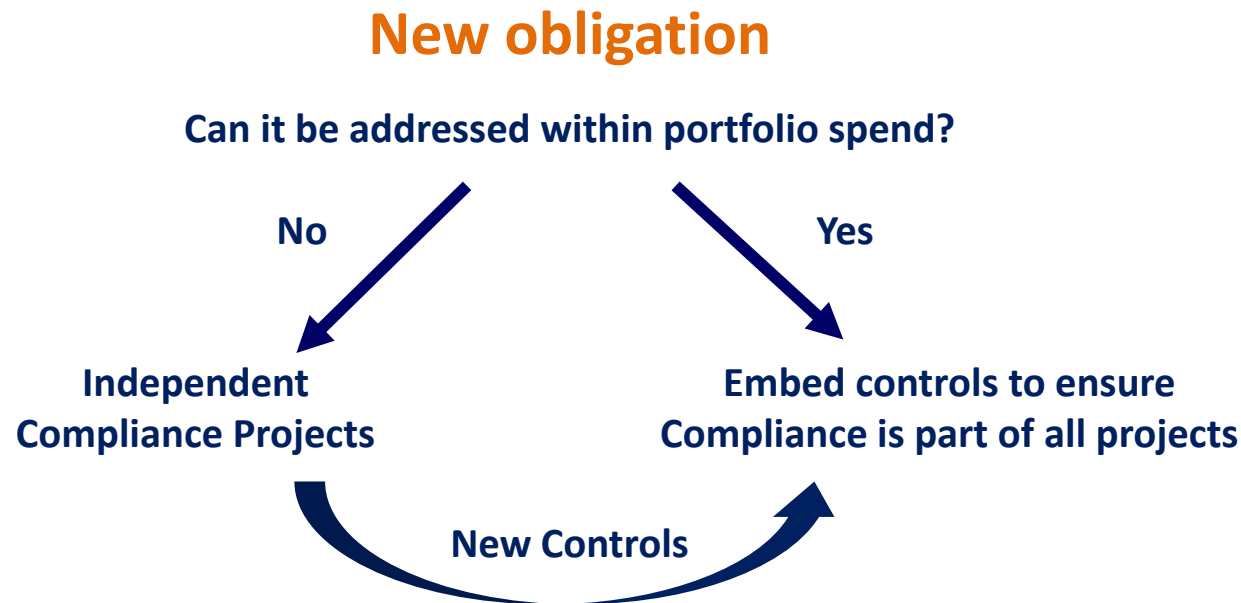 New obligation
Can it be addressed within portfolio spend?
No
Yes
Independent
Compliance Projects
Embed controls to ensure
Compliance is part of all projects
New Controls